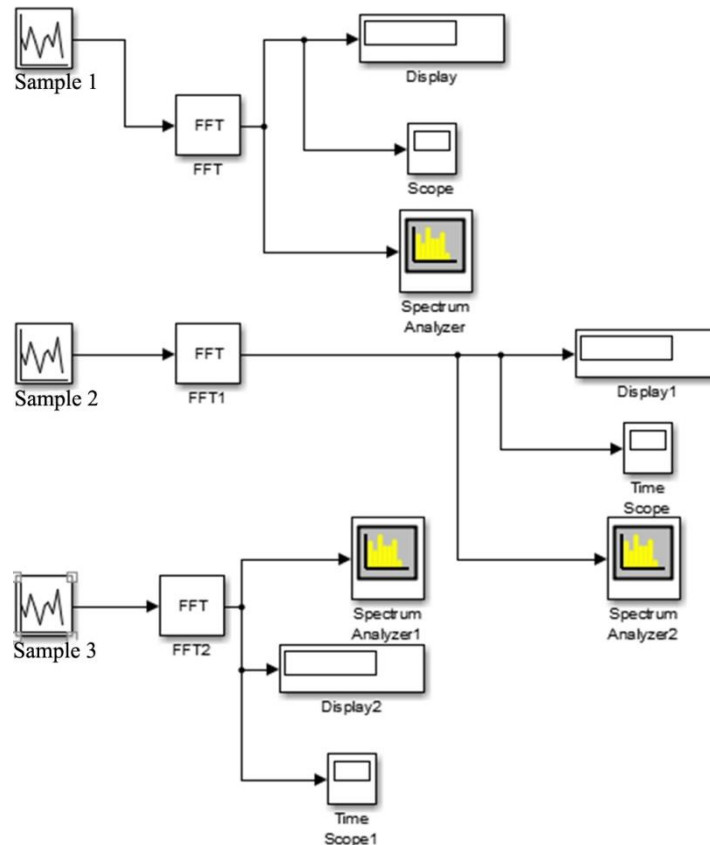 Sample 1
FFT
FFT
Display
Scope
Spectrum
Analyzer
Sample 2
FFT
FFT1
Display1
Time
Scope
Spectrum
Analyzer2
Sample 3
FFT
FFT2
Spectrum
Analyzer1
Display2
Time
Scope1